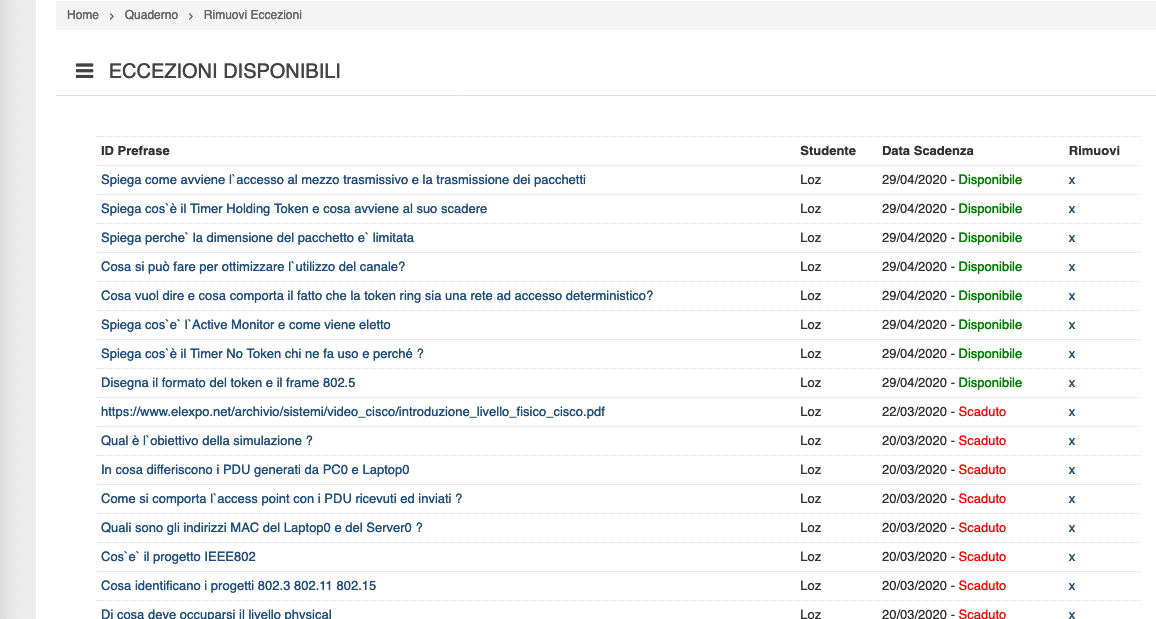 Home › Quaderno › Rimuovi Eccezioni
ECCEZIONI DISPONIBILI
ID Prefrase Studente Data Scadenza Rimuovi
Spiega come avviene l`accesso al mezzo trasmissivo e la trasmissione dei pacchetti Loz 29/04/2020 - Disponibile x
Spiega cos`è il Timer Holding Token e cosa avviene al suo scadere Loz 29/04/2020 - Disponibile x
Spiega perche` la dimensione del pacchetto e` limitata Loz 29/04/2020 - Disponibile x
Cosa si può fare per ottimizzare l`utilizzo del canale? Loz 29/04/2020 - Disponibile x
Cosa vuol dire e cosa comporta il fatto che la token ring sia una rete ad accesso deterministico? Loz 29/04/2020 - Disponibile x
Spiega cos`e` l`Active Monitor e come viene eletto Loz 29/04/2020 - Disponibile x
Spiega cos`è il Timer No Token chi ne fa uso e perché ? Loz 29/04/2020 - Disponibile x
Disegna il formato del token e il frame 802.5 Loz 29/04/2020 - Disponibile x
https://www.elexpo.net/archivio/sistemi/video_cisco/introduzione_livello_fisico_cisco.pdf Loz 22/03/2020 - Scaduto x
Qual è l`obiettivo della simulazione ? Loz 20/03/2020 - Scaduto x
In cosa differiscono i PDU generati da PC0 e Laptop0 Loz 20/03/2020 - Scaduto x
Come si comporta l`access point con i PDU ricevuti ed inviati ? Loz 20/03/2020 - Scaduto x
Quali sono gli indirizzi MAC del Laptop0 e del Server0 ? Loz 20/03/2020 - Scaduto x
Cos`e` il progetto IEEE802 Loz 20/03/2020 - Scaduto x
Cosa identificano i progetti 802.3 802.11 802.15 Loz 20/03/2020 - Scaduto x
Di cosa deve occuparsi il livello physical Loz 20/03/2020 - Scaduto x